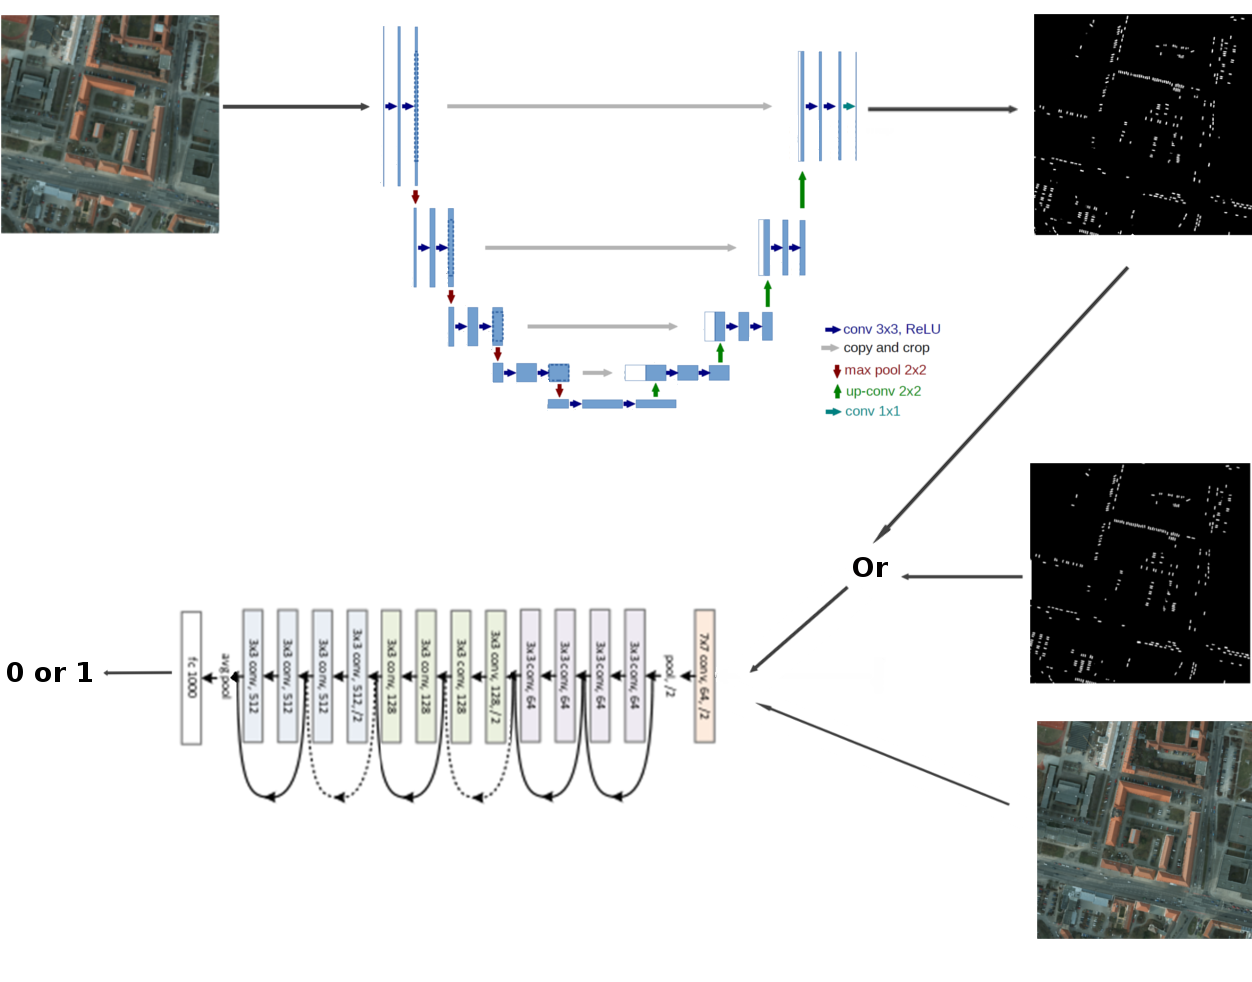 conv 3x3, ReLU
copy and crop
max pool 2x2
up-conv 2x2
conv 1x1
Or
0 or 1
fc 1000
avg pool
3x3 conv, 512
3x3 conv, 512
3x3 conv, 512
3x3 conv, 512, /2
3x3 conv, 128
3x3 conv, 128
3x3 conv, 128
3x3 conv, 128, /2
3x3 conv, 64
3x3 conv, 64
3x3 conv, 64
3x3 conv, 64
pool, /2
7x7 conv, 64, /2